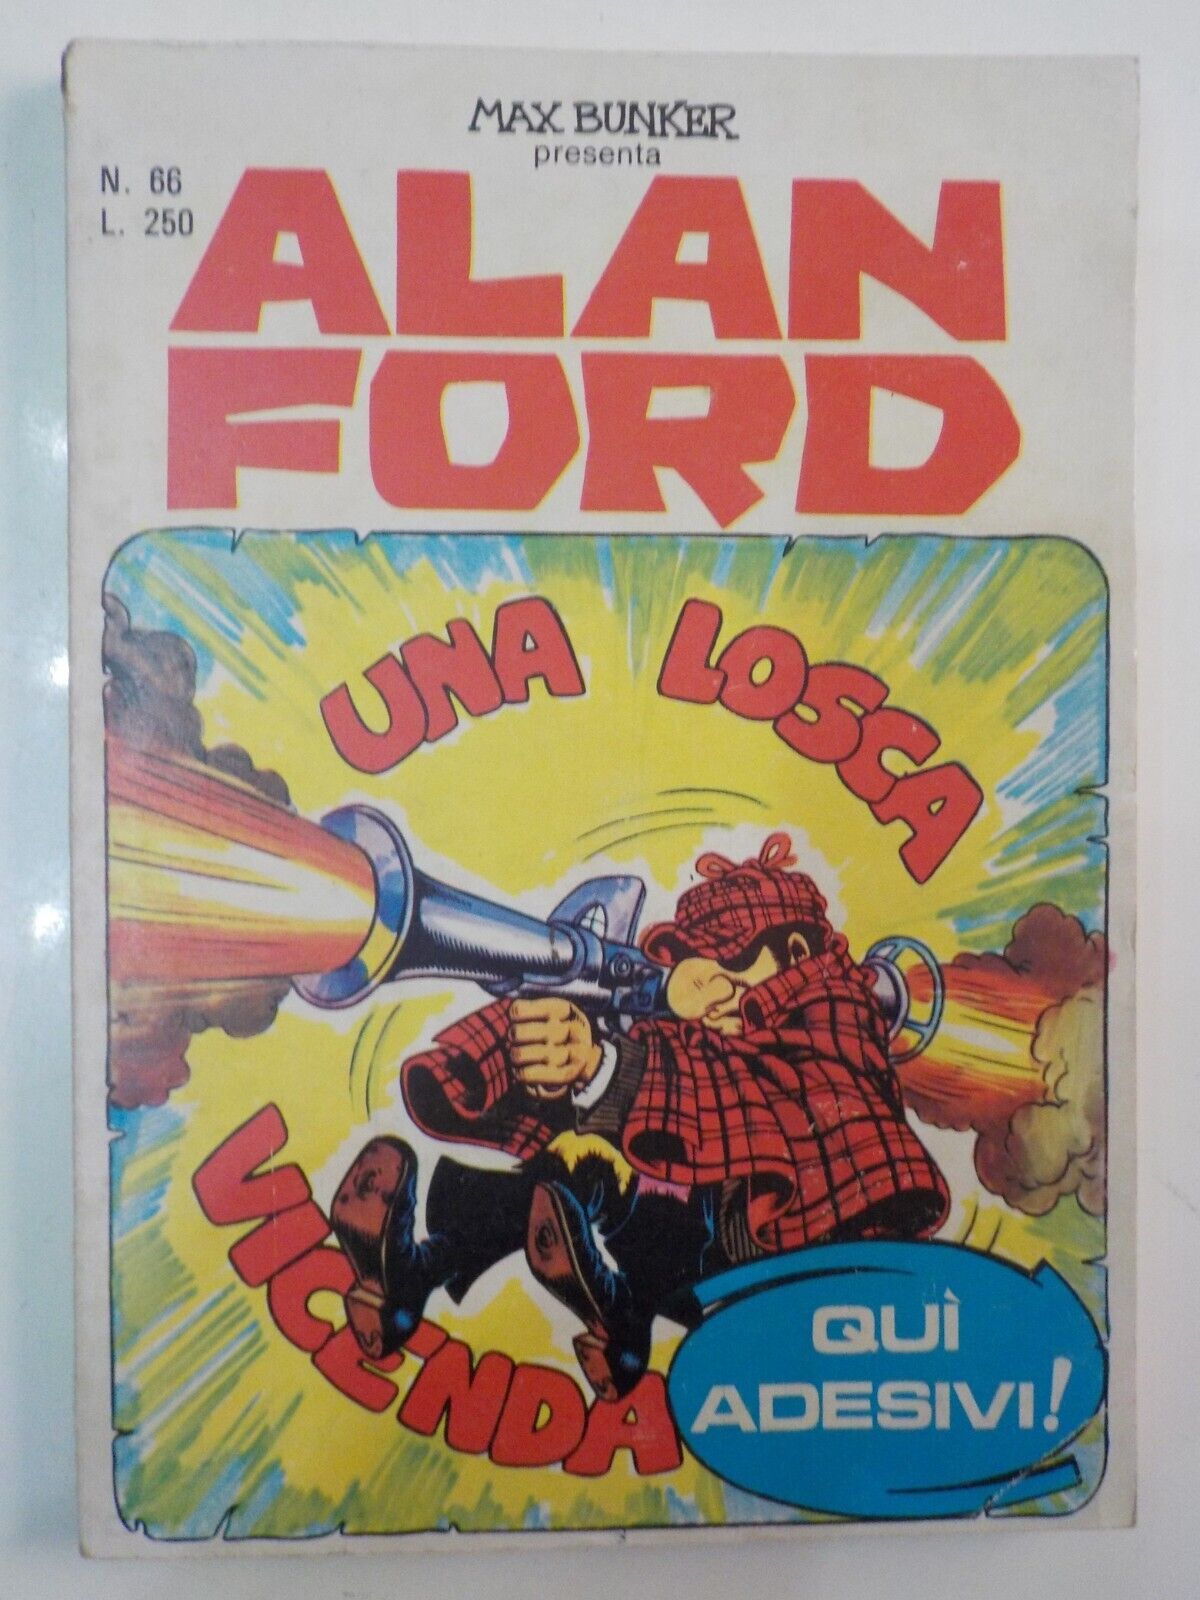 MAX BUNKER
presenta
N. 66
L. 250
ALAN
FORD
UNA LOSCA
VICENDA
QUÌ
ADESIVI!